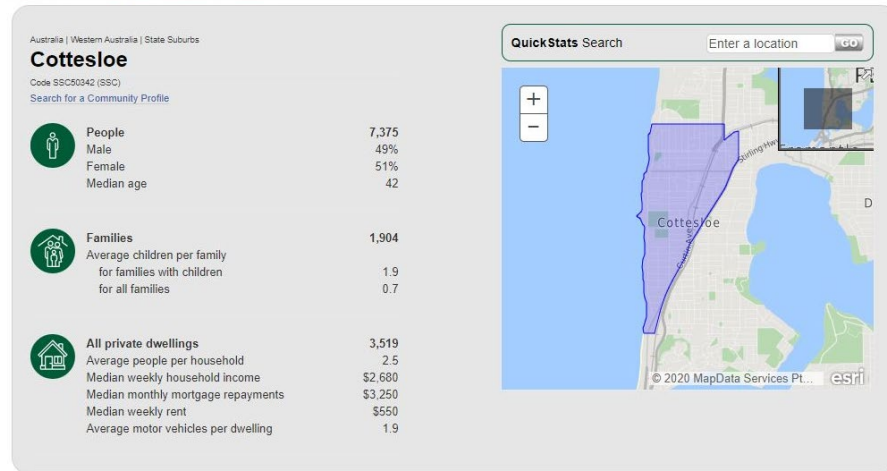 Australia | Western Australia | State Suburbs
Cottesloe
Code SSC50342 (SSC)
Search for a Community Profile
People 7,375
Male 49%
Female 51%
Median age 42
Families 1,904
Average children per family
for families with children 1.9
for all families 0.7
All private dwellings 3,519
Average people per household 2.5
Median weekly household income $2,680
Median monthly mortgage repayments $3,250
Median weekly rent $550
Average motor vehicles per dwelling 1.9
QuickStats Search Enter a location GO
+
−
Stirling Hwy
D
Cottesloe
Curtin Ave
© 2020 MapData Services Pt... esri